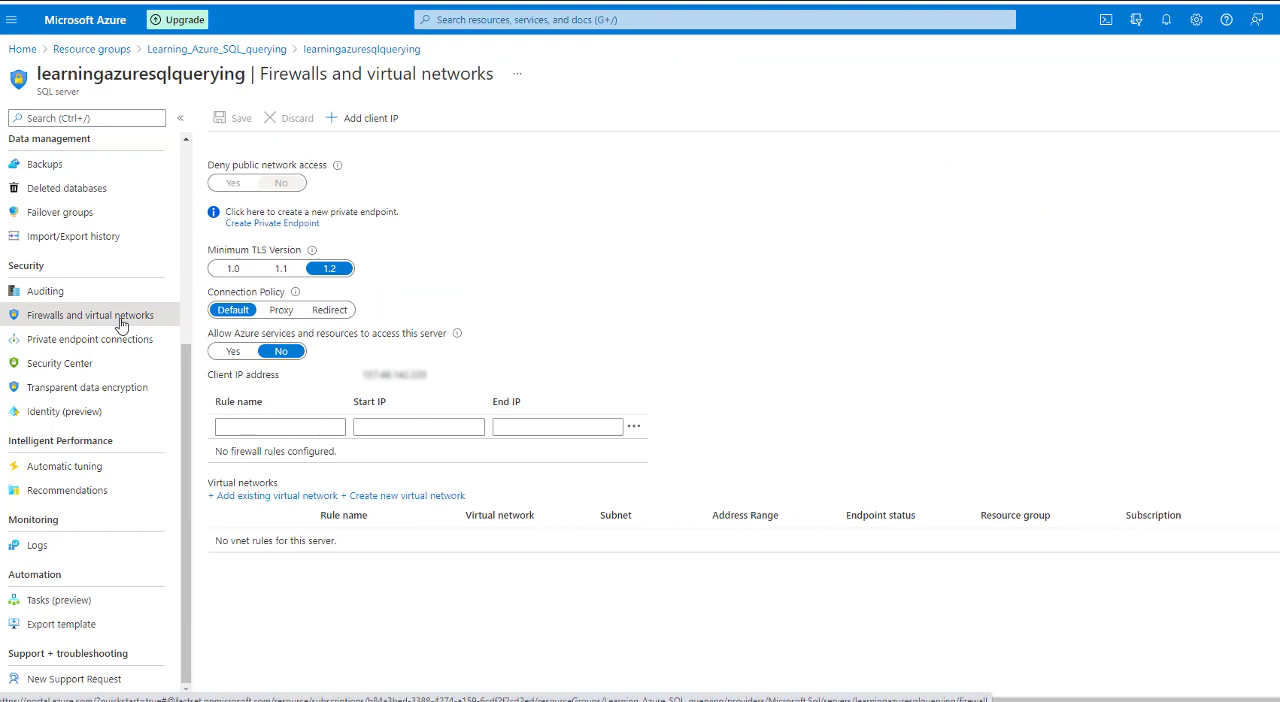 Microsoft Azure
Upgrade
Search resources, services, and docs (G+/)
Home > Resource groups > Learning_Azure_SQL_querying > learningazuresqlquerying
learningazuresqlquerying | Firewalls and virtual networks ...
SQL server
Search (Ctrl+/)
«
Save
Discard
Add client IP
Data management
Backups
Deleted databases
Failover groups
Import/Export history
Security
Auditing
Firewalls and virtual networks
Private endpoint connections
Security Center
Transparent data encryption
Identity (preview)
Intelligent Performance
Automatic tuning
Recommendations
Monitoring
Logs
Automation
Tasks (preview)
Export template
Support + troubleshooting
New Support Request
Deny public network access
Yes No
Click here to create a new private endpoint.
Create Private Endpoint
Minimum TLS Version
1.0 1.1 1.2
Connection Policy
Default Proxy Redirect
Allow Azure services and resources to access this server
Yes No
Client IP address
Rule name Start IP End IP
No firewall rules configured.
Virtual networks
+ Add existing virtual network + Create new virtual network
Rule name Virtual network Subnet Address Range Endpoint status Resource group Subscription
No vnet rules for this server.